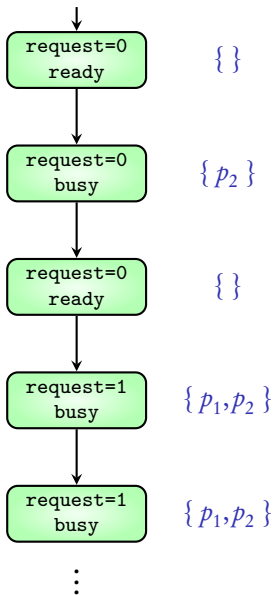 request=0
ready
{ }
request=0
busy
{ p₂ }
request=0
ready
{ }
request=1
busy
{ p₁, p₂ }
request=1
busy
{ p₁, p₂ }
⋮